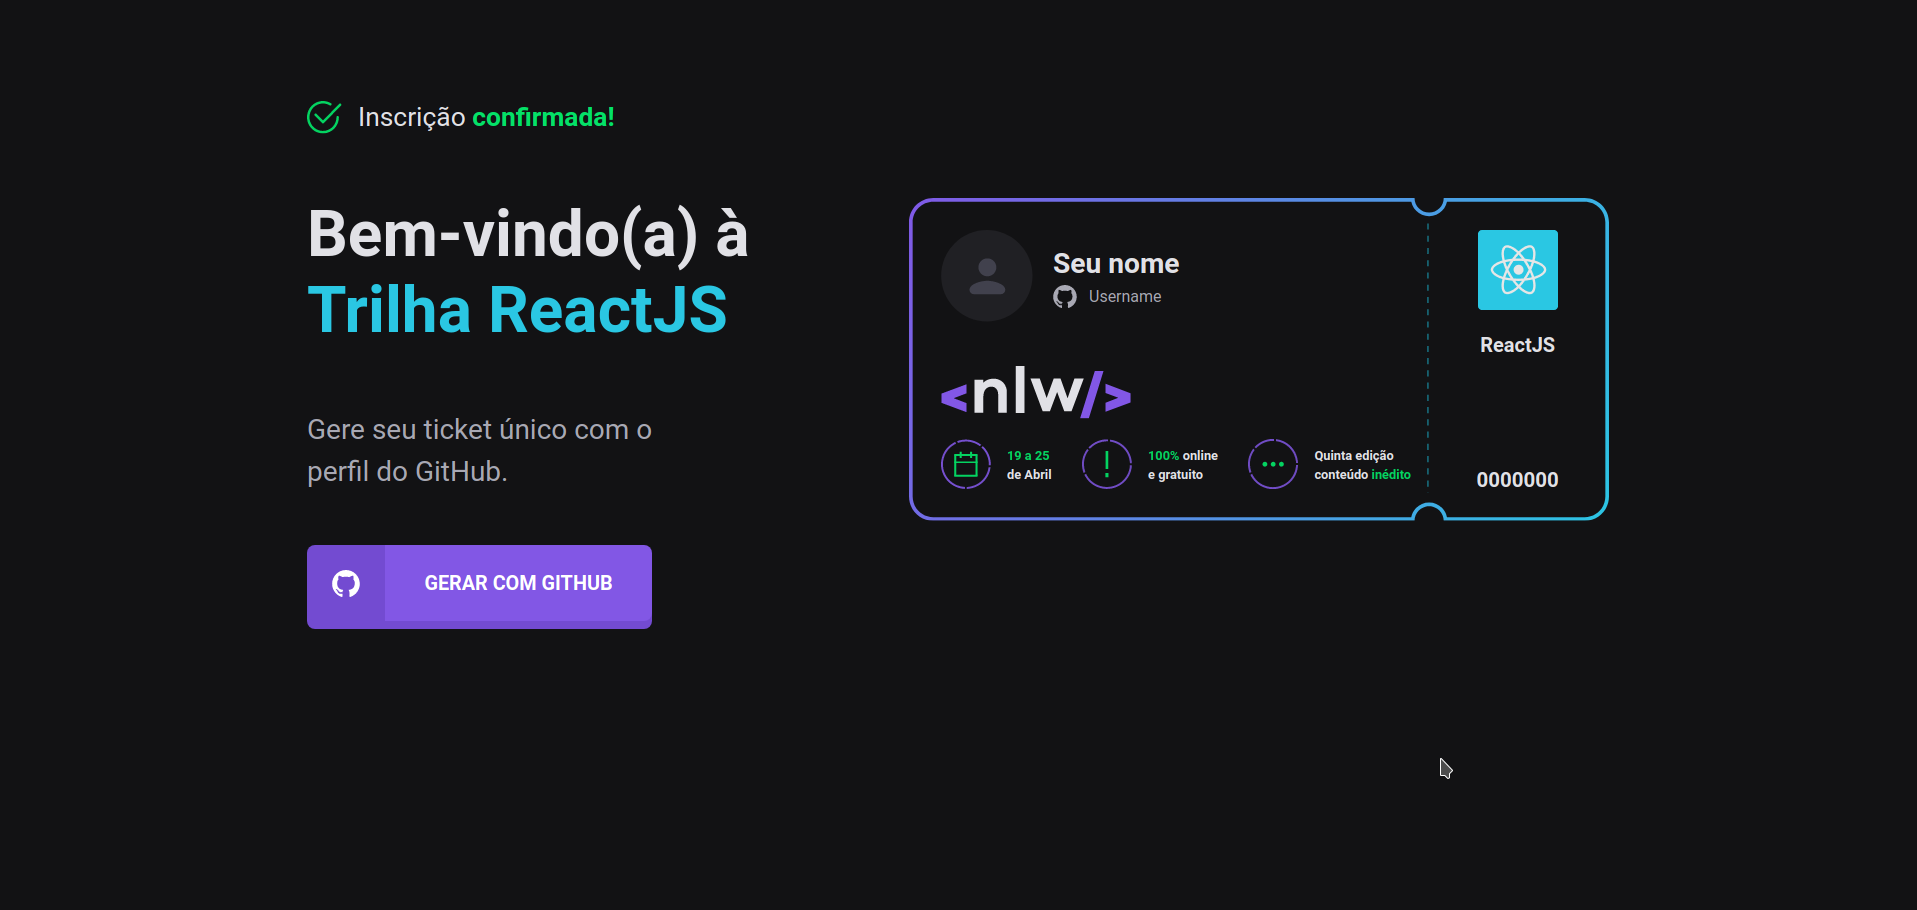 Inscrição confirmada!
Bem-vindo(a) à
Trilha ReactJS
Gere seu ticket único com o
perfil do GitHub.
GERAR COM GITHUB
Seu nome
Username
<nlw/>
19 a 25
de Abril
100% online
e gratuito
Quinta edição
conteúdo inédito
ReactJS
0000000